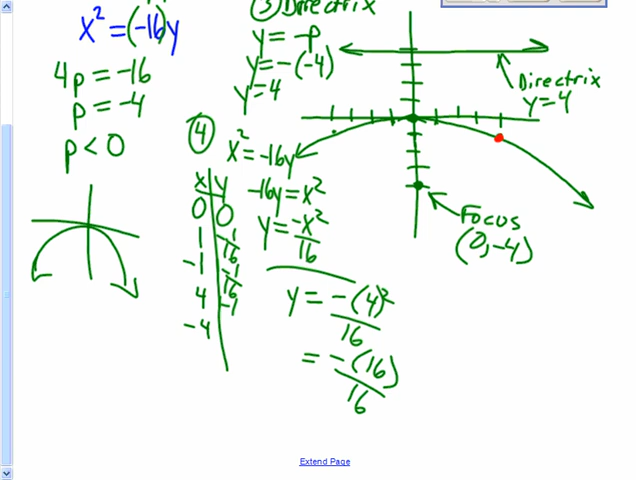 ③ Directrix
x² = (-16)y
4p = -16
p = -4
p < 0
y = -p
y = -(-4)
y = 4
Directrix
y = 4
④
x² = -16y
-16y = x²
y = -x²/16
x | y
0 | 0
1 | -1/16
-1 | -1/16
4 | -1
-4
Focus
(0, -4)
y = -(4)²/16
= -(16)/16
Extend Page